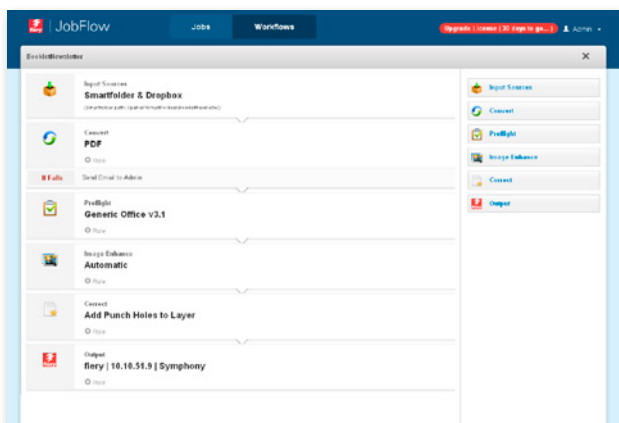 fiery JobFlow
Jobs
Workflows
Upgrade License (30 days to go...)
Admin
BookletNewsletter
Input Sources
Smartfolder & Dropbox
Convert
PDF
Rule
If Fails
Send Email to Admin
Preflight
Generic Office v3.1
Rule
Image Enhance
Automatic
Rule
Correct
Add Punch Holes to Layer
Rule
Output
fiery | 10.10.51.9 | Symphony
Rule
Input Sources
Convert
Preflight
Image Enhance
Correct
Output